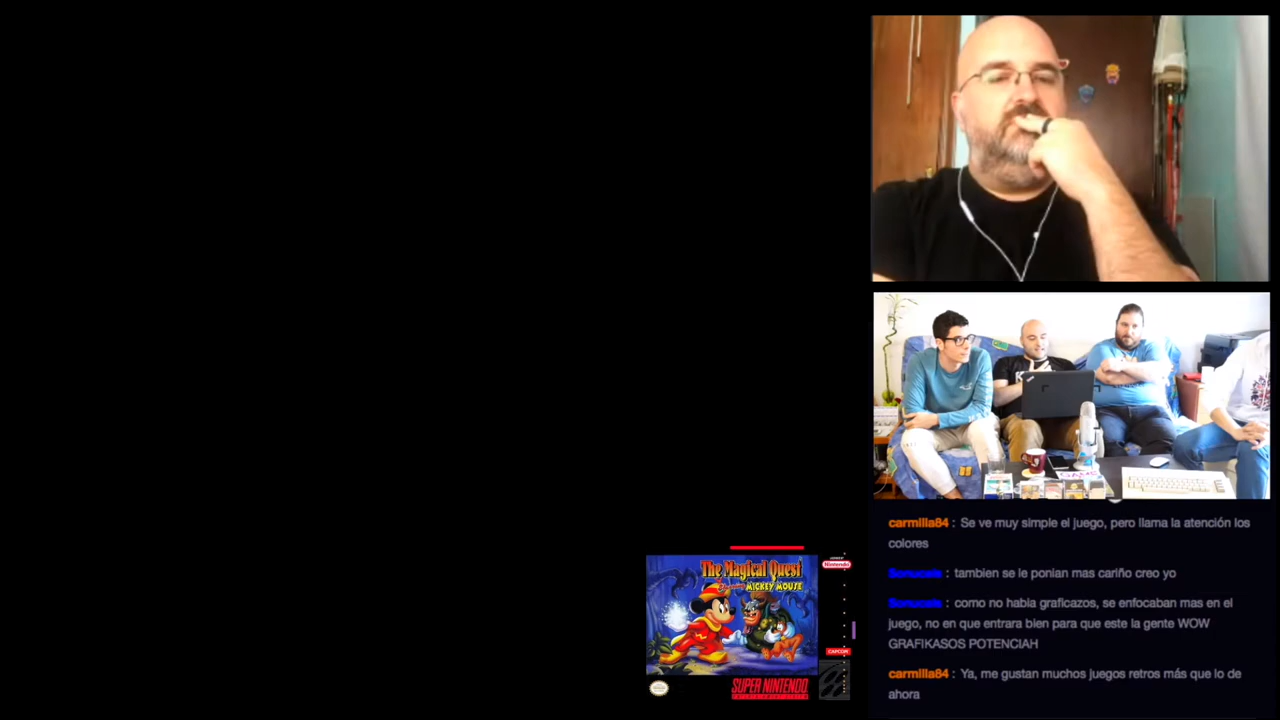 The Magical Quest
Starring MICKEY MOUSE
Nintendo
CAPCOM
SUPER NINTENDO
carmilla84 : Se ve muy simple el juego, pero llama la atención los
colores
: tambien se le ponian mas cariño creo yo
: como no habia graficazos, se enfocaban mas en el
juego, no en que entrara bien para que este la gente WOW
GRAFIKASOS POTENCIAH
carmilla84 : Ya, me gustan muchos juegos retros más que lo de
ahora